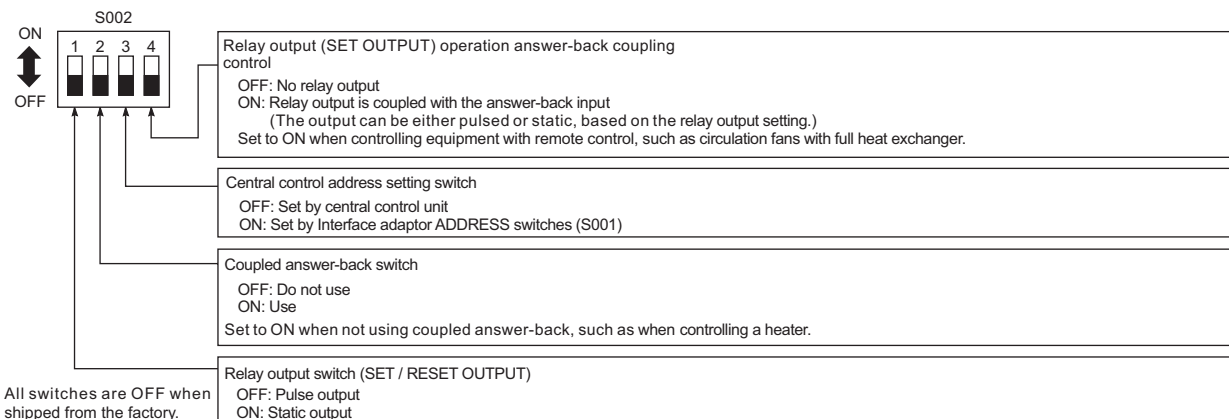 S002
ON
1 2 3 4
OFF
Relay output (SET OUTPUT) operation answer-back coupling
control
OFF: No relay output
ON: Relay output is coupled with the answer-back input
(The output can be either pulsed or static, based on the relay output setting.)
Set to ON when controlling equipment with remote control, such as circulation fans with full heat exchanger.
Central control address setting switch
OFF: Set by central control unit
ON: Set by Interface adaptor ADDRESS switches (S001)
Coupled answer-back switch
OFF: Do not use
ON: Use
Set to ON when not using coupled answer-back, such as when controlling a heater.
Relay output switch (SET / RESET OUTPUT)
OFF: Pulse output
ON: Static output
All switches are OFF when
shipped from the factory.